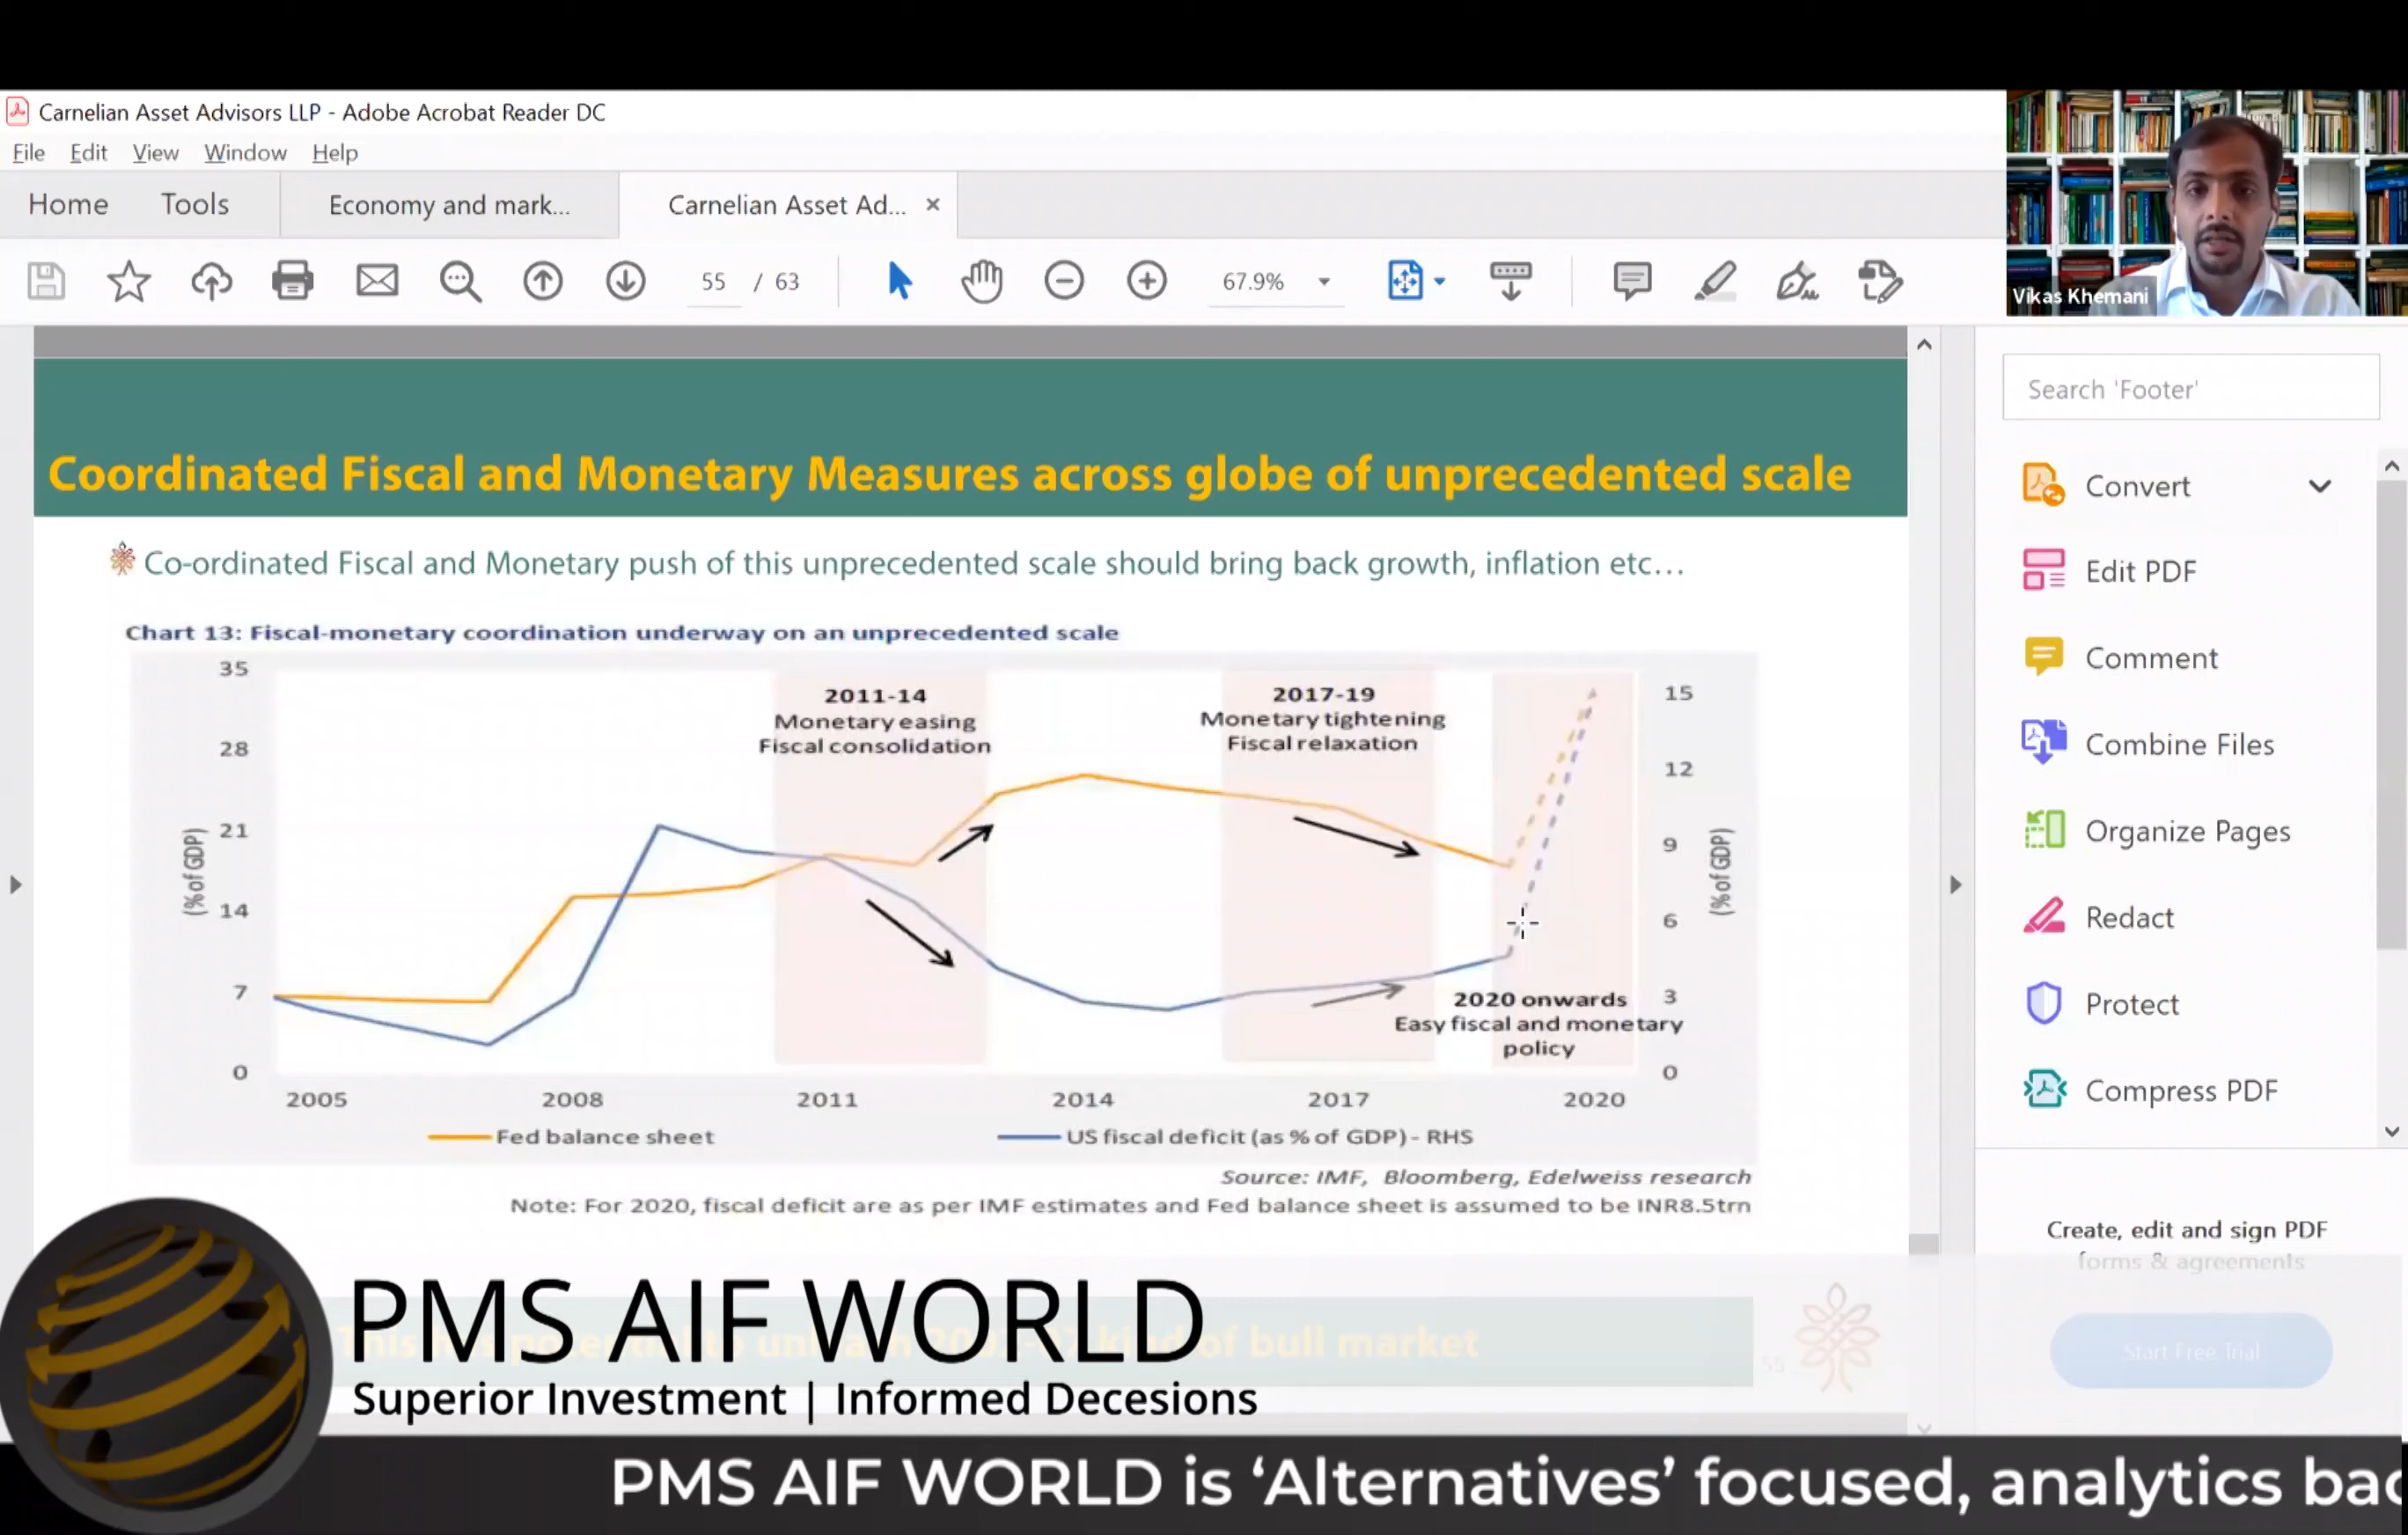 Carnelian Asset Advisors LLP - Adobe Acrobat Reader DC
File Edit View Window Help
Home Tools Economy and mark... Carnelian Asset Ad... ×
55 / 63 67.9%
Vikas Khemani
Search 'Footer'
Convert
Edit PDF
Comment
Combine Files
Organize Pages
Redact
Protect
Compress PDF
Create, edit and sign PDF
forms & agreements
Start Free Trial
Coordinated Fiscal and Monetary Measures across globe of unprecedented scale
Co-ordinated Fiscal and Monetary push of this unprecedented scale should bring back growth, inflation etc...
Chart 13: Fiscal-monetary coordination underway on an unprecedented scale
35
28
21
14
7
0
(% of GDP)
2011-14
Monetary easing
Fiscal consolidation
2017-19
Monetary tightening
Fiscal relaxation
2020 onwards
Easy fiscal and monetary
policy
15
12
9
6
3
0
(% of GDP)
2005 2008 2011 2014 2017 2020
Fed balance sheet US fiscal deficit (as % of GDP) - RHS
Source: IMF, Bloomberg, Edelweiss research
Note: For 2020, fiscal deficit are as per IMF estimates and Fed balance sheet is assumed to be INR8.5trn
kind of bull market
55
PMS AIF WORLD
Superior Investment | Informed Decesions
PMS AIF WORLD is ‘Alternatives’ focused, analytics bac